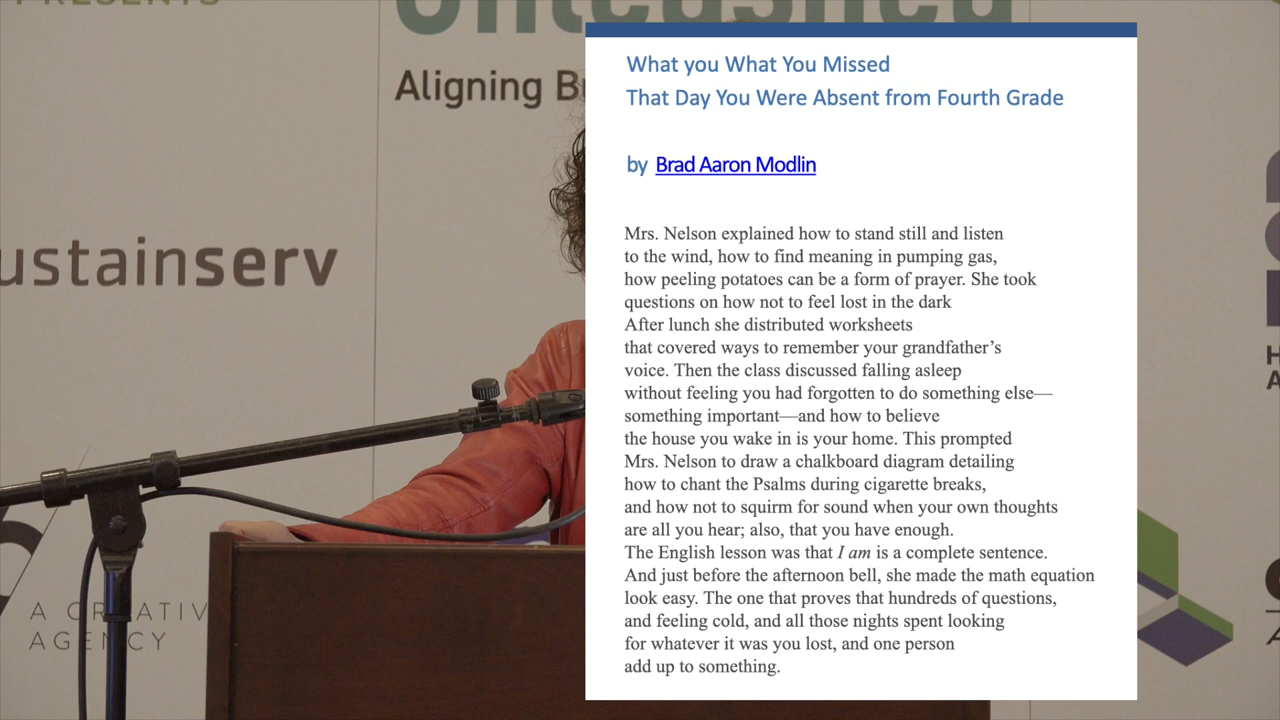 PRESENTS
Unleashed
Aligning B
ustainserv
A CREATIV
AGENCY
What you What You Missed
That Day You Were Absent from Fourth Grade
by Brad Aaron Modlin
Mrs. Nelson explained how to stand still and listen
to the wind, how to find meaning in pumping gas,
how peeling potatoes can be a form of prayer. She took
questions on how not to feel lost in the dark
After lunch she distributed worksheets
that covered ways to remember your grandfather’s
voice. Then the class discussed falling asleep
without feeling you had forgotten to do something else—
something important—and how to believe
the house you wake in is your home. This prompted
Mrs. Nelson to draw a chalkboard diagram detailing
how to chant the Psalms during cigarette breaks,
and how not to squirm for sound when your own thoughts
are all you hear; also, that you have enough.
The English lesson was that I am is a complete sentence.
And just before the afternoon bell, she made the math equation
look easy. The one that proves that hundreds of questions,
and feeling cold, and all those nights spent looking
for whatever it was you lost, and one person
add up to something.